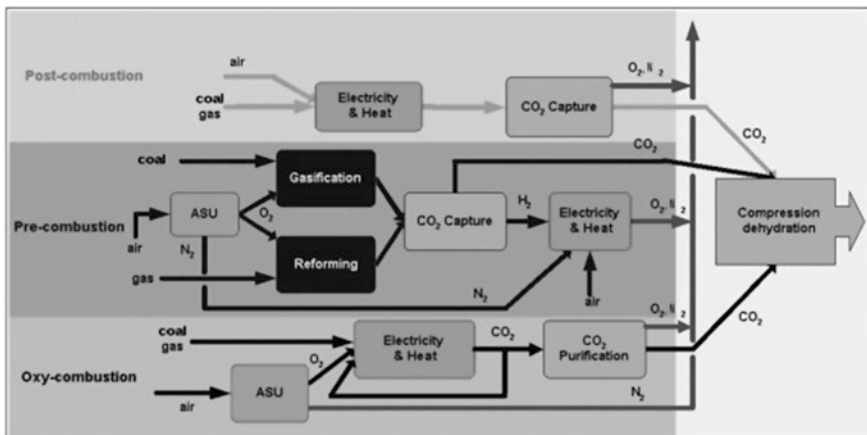 Post-combustion
air
coal
gas
Electricity
& Heat
CO₂ Capture
O₂, N₂
CO₂
Pre-combustion
coal
Gasification
CO₂
ASU
O₂
air
N₂
Reforming
gas
CO₂ Capture
H₂
Electricity
& Heat
O₂, N₂
N₂
air
Compression
dehydration
Oxy-combustion
coal
gas
O₂
Electricity
& Heat
CO₂
CO₂
Purification
O₂, N₂
CO₂
air
ASU
N₂